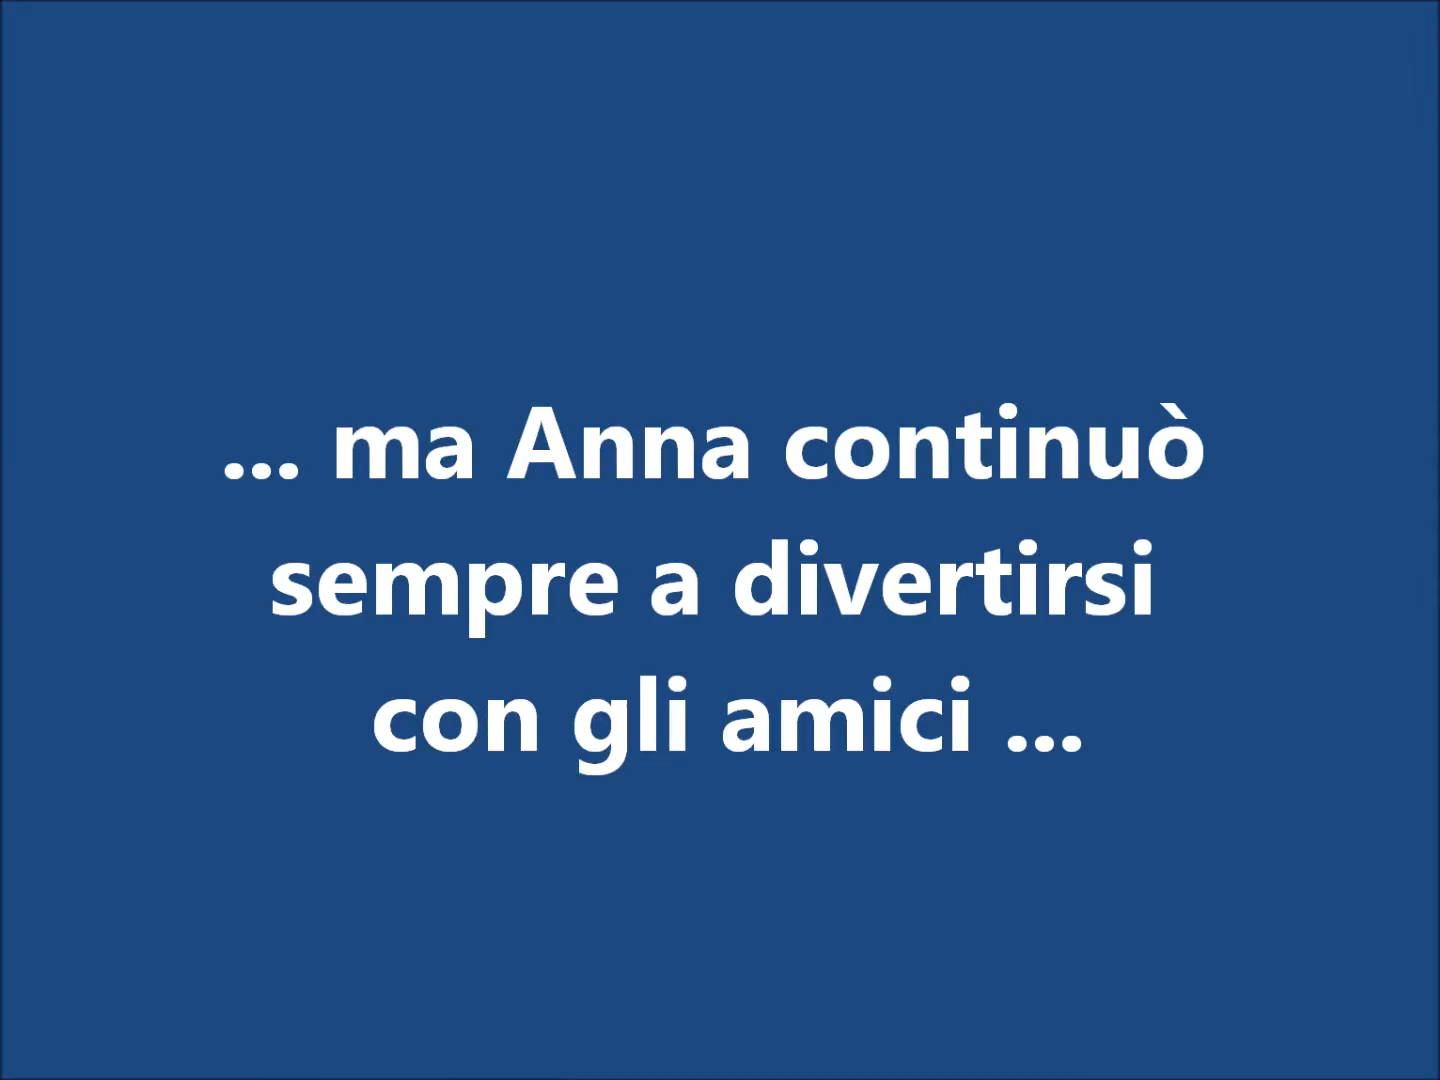 ... ma Anna continuò
sempre a divertirsi
con gli amici ...